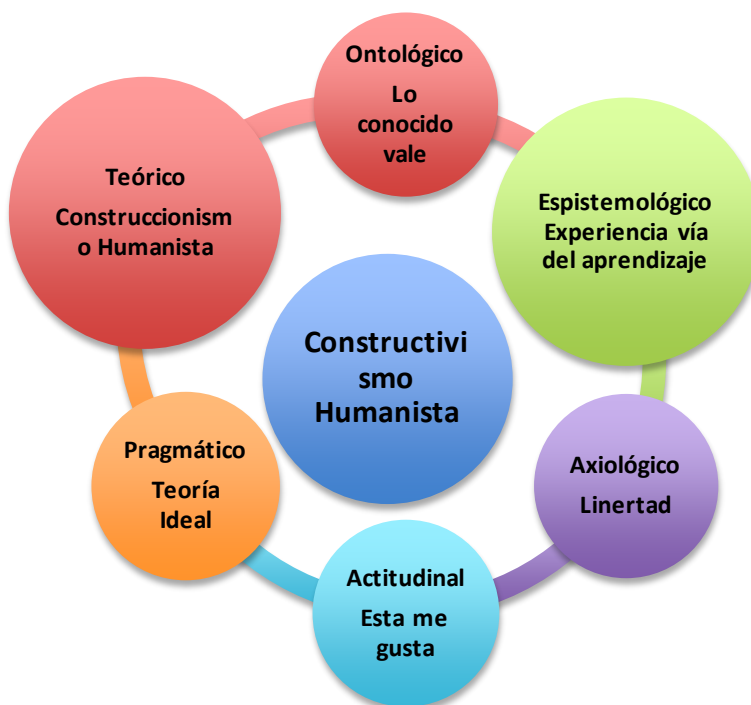 Ontológico
Lo
conocido
vale
Teórico
Construccionism
o Humanista
Espistemológico
Experiencia vía
del aprendizaje
Constructivi
smo
Humanista
Pragmático
Teoría
Ideal
Axiológico
Linertad
Actitudinal
Esta me
gusta